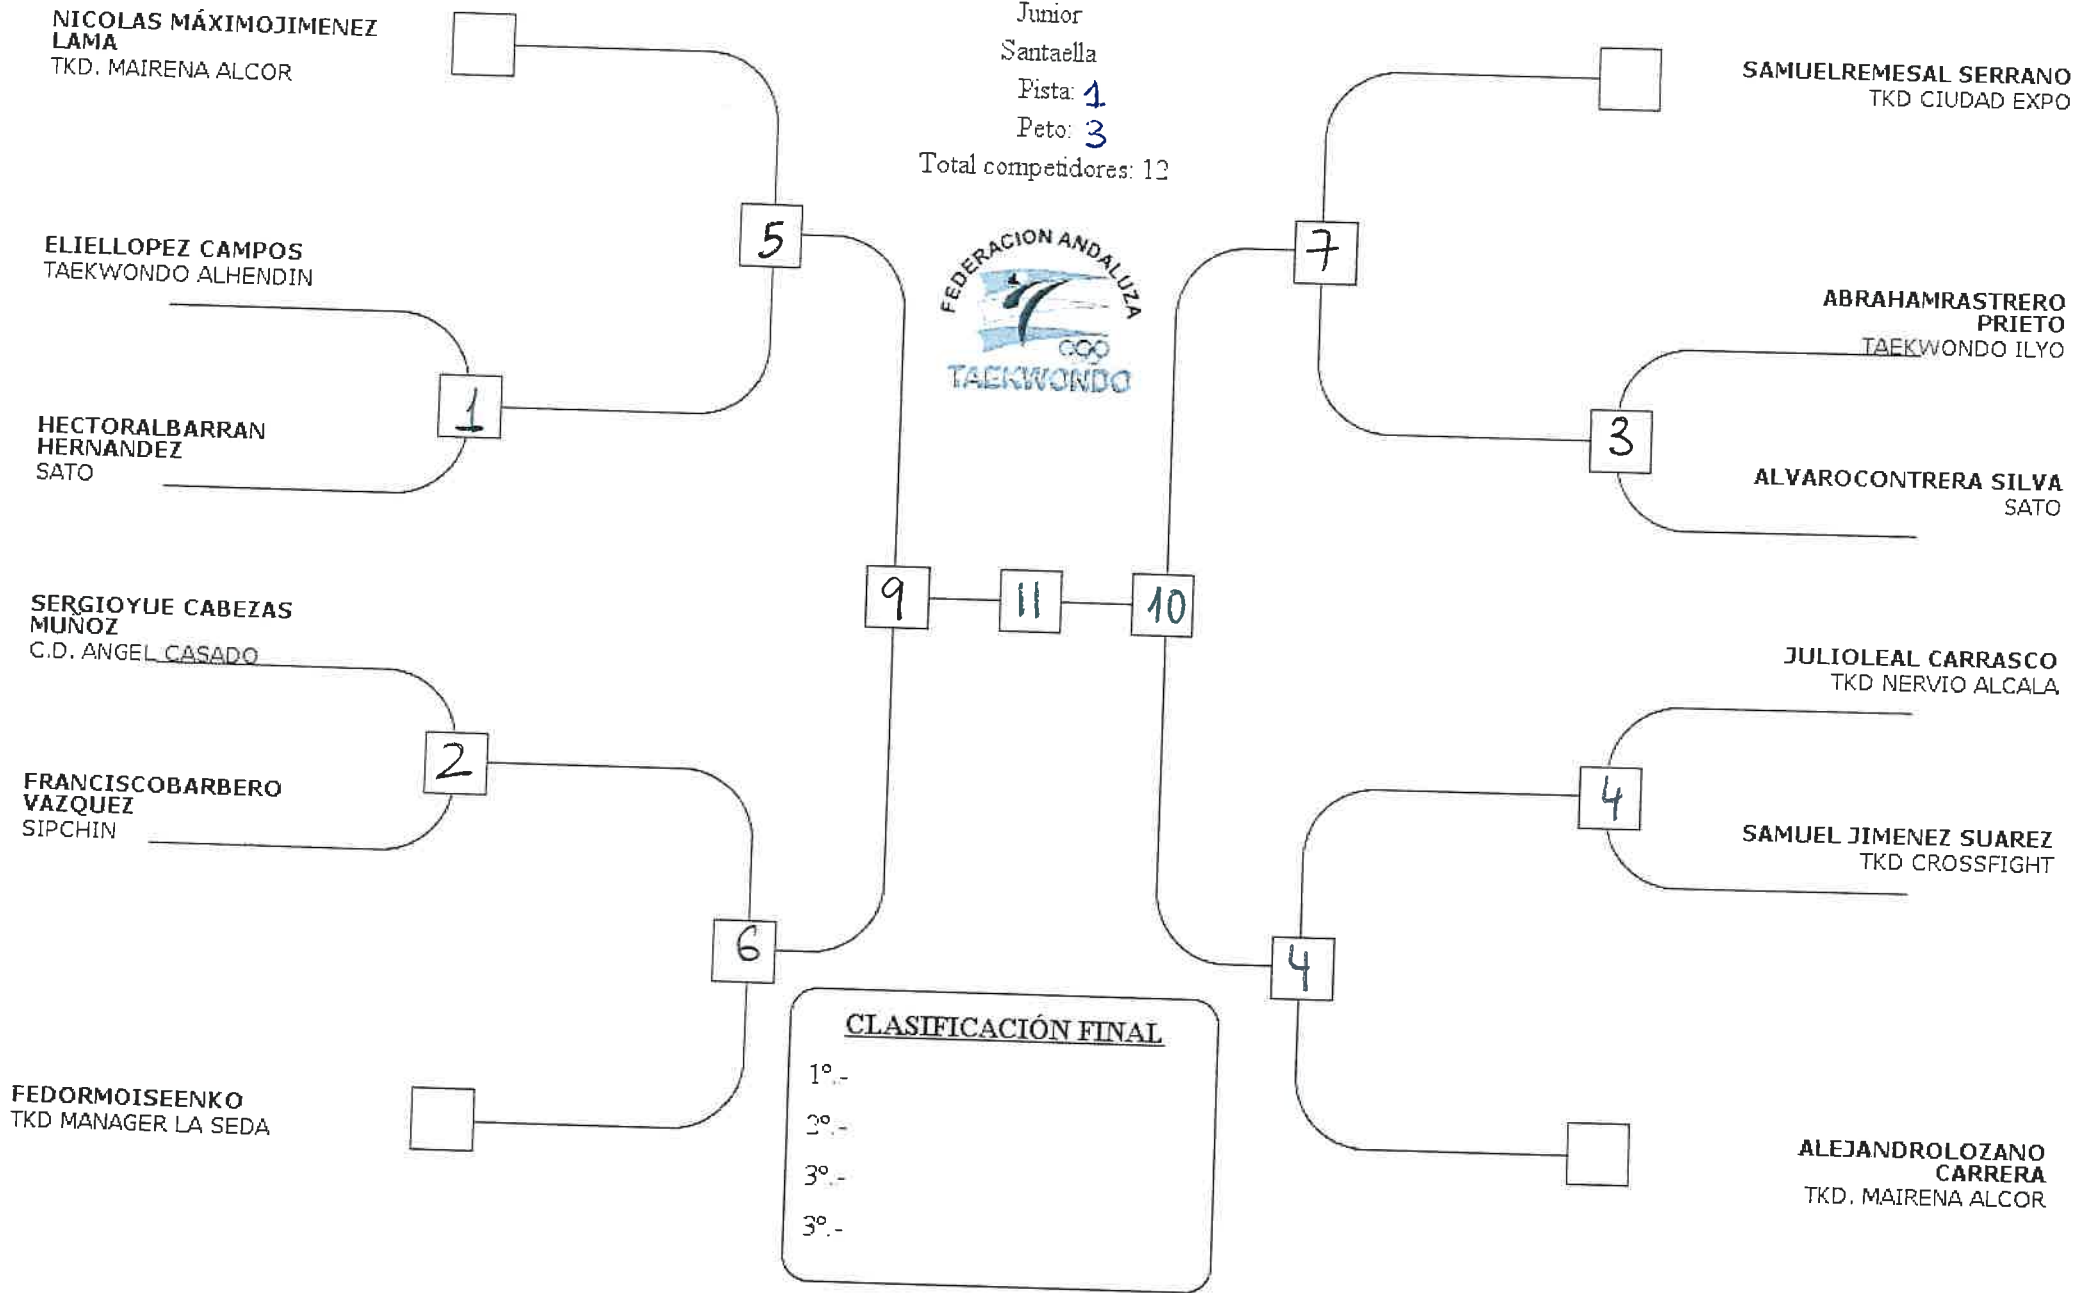 Junior
Santaella
Pista: 1
Peto: 3
Total competidores: 12
NICOLAS MÁXIMOJIMENEZ
LAMA
TKD. MAIRENA ALCOR
ELIELLOPEZ CAMPOS
TAEKWONDO ALHENDIN
HECTORALBARRAN
HERNANDEZ
SATO
SERGIOYUE CABEZAS
MUÑOZ
C.D. ANGEL CASADO
FRANCISCOBARBERO
VAZQUEZ
SIPCHIN
FEDORMOISEENKO
TKD MANAGER LA SEDA
1
2
5
6
9
11
10
FEDERACION ANDALUZA
TAEKWONDO
7
4
3
4
SAMUELREMESAL SERRANO
TKD CIUDAD EXPO
ABRAHAMRASTRERO
PRIETO
TAEKWONDO ILYO
ALVAROCONTRERA SILVA
SATO
JULIOLEAL CARRASCO
TKD NERVIO ALCALA
SAMUEL JIMENEZ SUAREZ
TKD CROSSFIGHT
ALEJANDROLOZANO
CARRERA
TKD. MAIRENA ALCOR
CLASIFICACIÓN FINAL
1º.-
2º.-
3º.-
3º.-